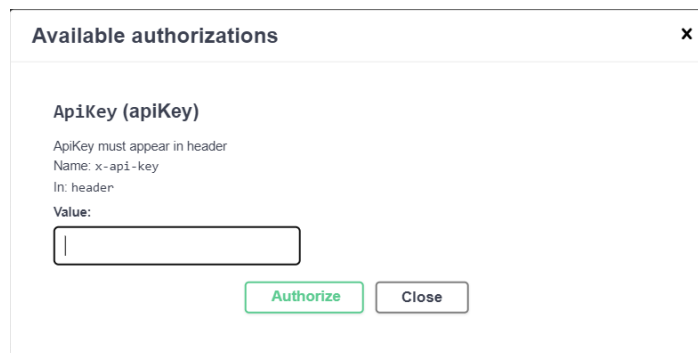 Available authorizations
ApiKey (apiKey)
ApiKey must appear in header
Name: x-api-key
In: header
Value:
Authorize Close